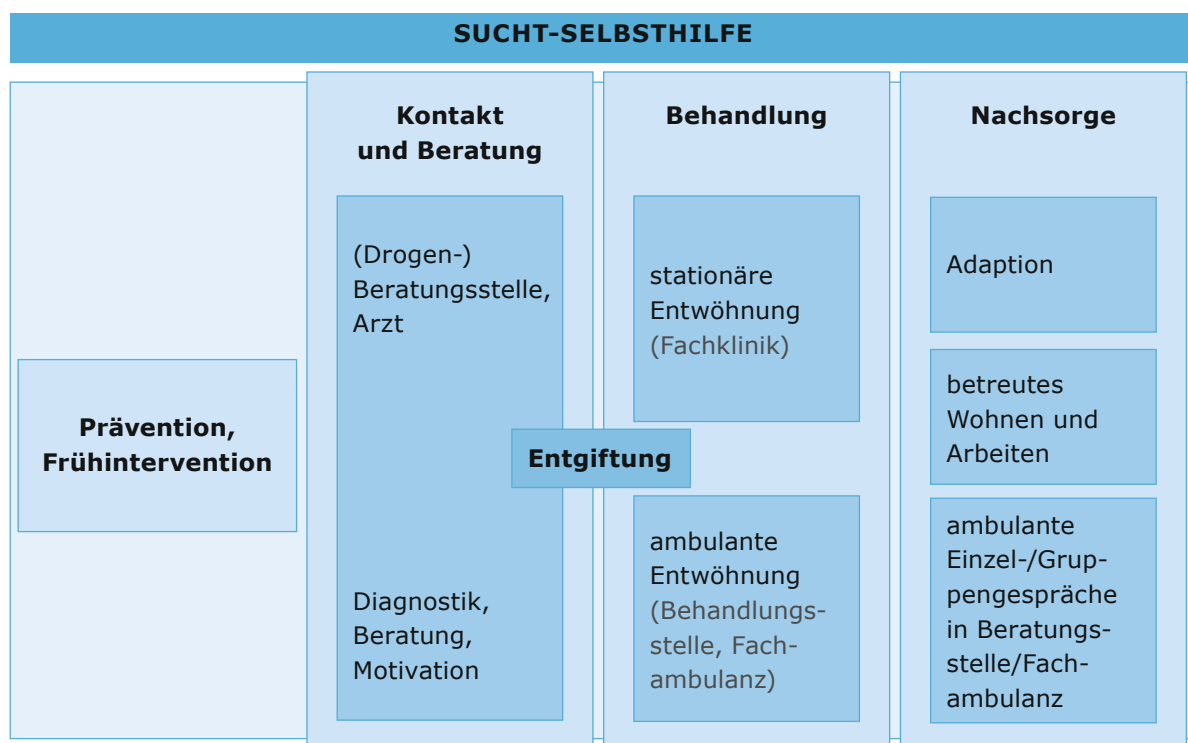 SUCHT-SELBSTHILFE
Prävention,
Frühintervention
Kontakt
und Beratung
(Drogen-)
Beratungsstelle,
Arzt
Diagnostik,
Beratung,
Motivation
Entgiftung
Behandlung
stationäre
Entwöhnung
(Fachklinik)
ambulante
Entwöhnung
(Behandlungs-
stelle, Fach-
ambulanz)
Nachsorge
Adaption
betreutes
Wohnen und
Arbeiten
ambulante
Einzel-/Grup-
pengespräche
in Beratungs-
stelle/Fach-
ambulanz